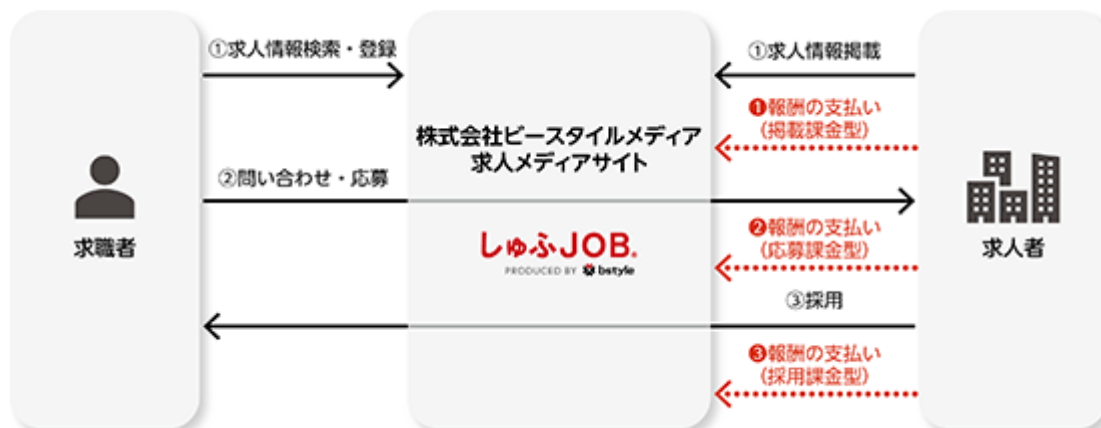 ①求人情報検索・登録
①求人情報掲載
❶報酬の支払い
(掲載課金型)
株式会社ビースタイルメディア
求人メディアサイト
②問い合わせ・応募
求職者
しゅふJOB®
PRODUCED BY bstyle
❷報酬の支払い
(応募課金型)
求人者
③採用
❸報酬の支払い
(採用課金型)